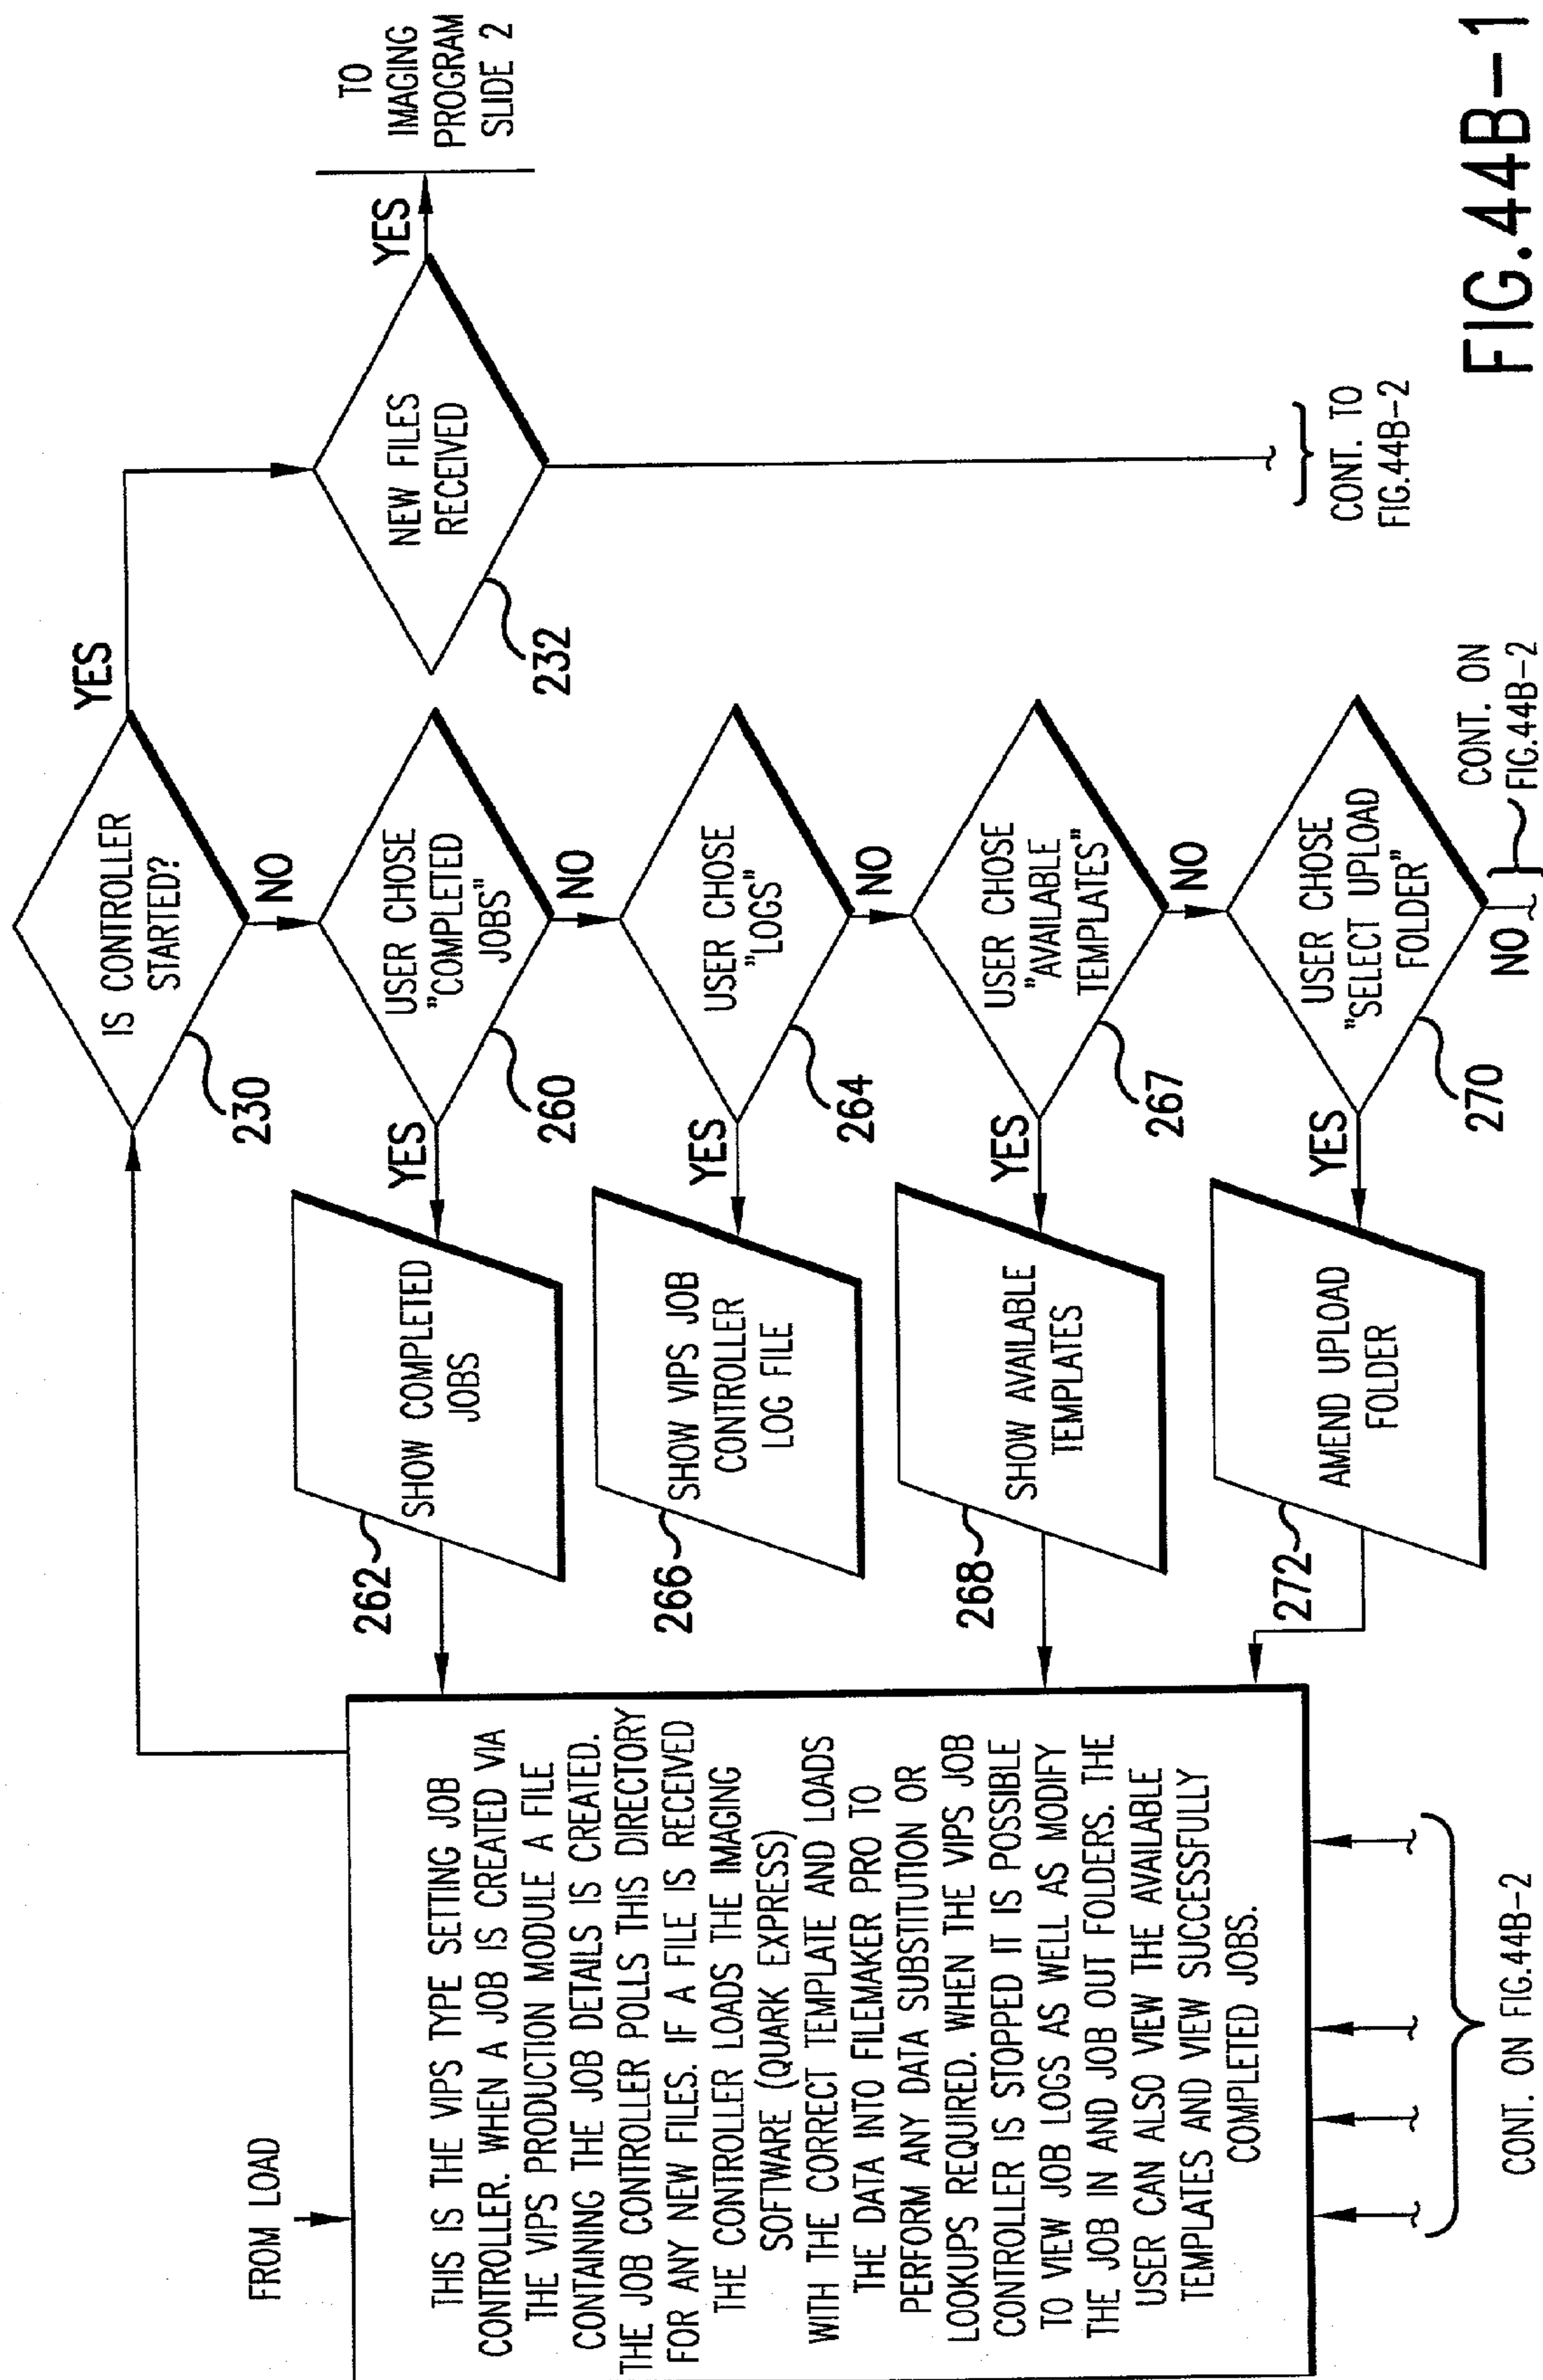 FROM LOAD
THIS IS THE VIPS TYPE SETTING JOB
CONTROLLER. WHEN A JOB IS CREATED VIA
THE VIPS PRODUCTION MODULE A FILE
CONTAINING THE JOB DETAILS IS CREATED.
THE JOB CONTROLLER POLLS THIS DIRECTORY
FOR ANY NEW FILES. IF A FILE IS RECEIVED
THE CONTROLLER LOADS THE IMAGING
SOFTWARE (QUARK EXPRESS)
WITH THE CORRECT TEMPLATE AND LOADS
THE DATA INTO FILEMAKER PRO TO
PERFORM ANY DATA SUBSTITUTION OR
LOOKUPS REQUIRED. WHEN THE VIPS JOB
CONTROLLER IS STOPPED IT IS POSSIBLE
TO VIEW JOB LOGS AS WELL AS MODIFY
THE JOB IN AND JOB OUT FOLDERS. THE
USER CAN ALSO VIEW THE AVAILABLE
TEMPLATES AND VIEW SUCCESSFULLY
COMPLETED JOBS.
CONT. ON FIG.44B-2
IS CONTROLLER
STARTED?
230
YES
NO
NEW FILES
RECEIVED
232
YES
TO
IMAGING
PROGRAM
SLIDE 2
CONT. TO
FIG.44B-2
USER CHOSE
"COMPLETED
JOBS"
260
YES
NO
SHOW COMPLETED
JOBS
262
USER CHOSE
"LOGS"
264
YES
NO
SHOW VIPS JOB
CONTROLLER
LOG FILE
266
USER CHOSE
"AVAILABLE
TEMPLATES"
267
YES
NO
SHOW AVAILABLE
TEMPLATES
268
USER CHOSE
"SELECT UPLOAD
FOLDER"
270
YES
NO
CONT. ON
FIG.44B-2
AMEND UPLOAD
FOLDER
272
FIG.44B-1